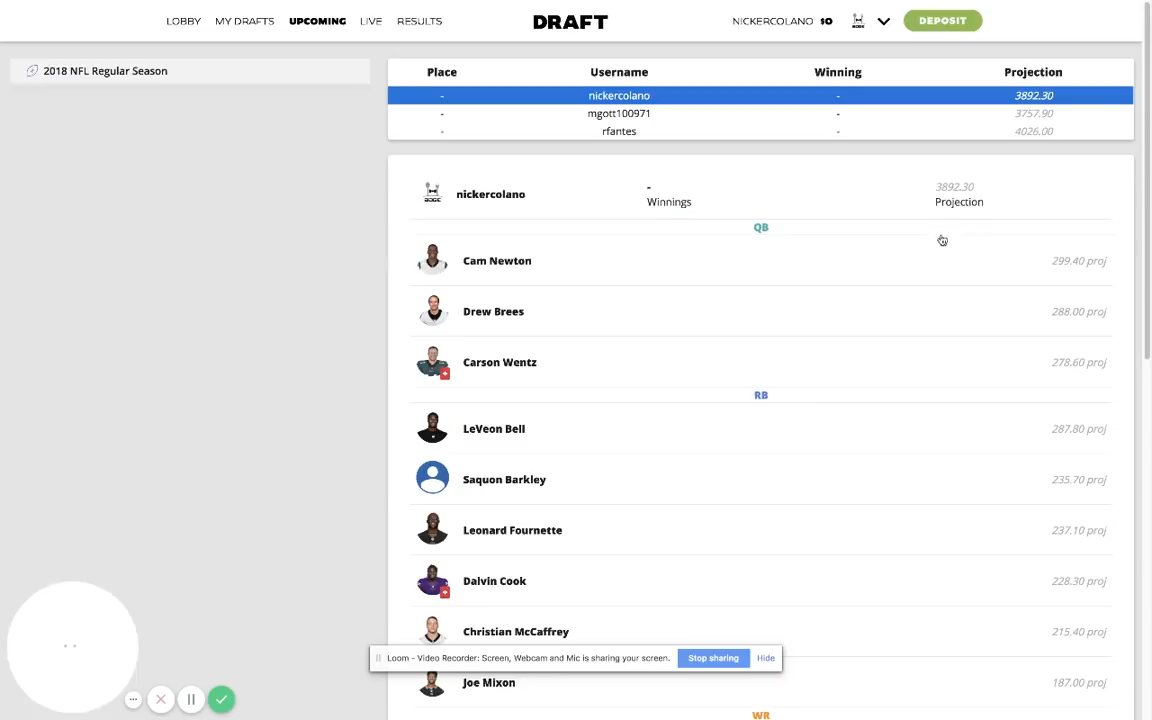 LOBBY MY DRAFTS UPCOMING LIVE RESULTS DRAFT NICKERCOLANO $0 DEPOSIT
2018 NFL Regular Season
Place Username Winning Projection
- nickercolano - 3892.30
- mgott100971 - 3757.90
- rfantes - 4026.00
nickercolano
-
Winnings
3892.30
Projection
QB
Cam Newton 299.40 proj
Drew Brees 288.00 proj
Carson Wentz 278.60 proj
RB
LeVeon Bell 287.80 proj
Saquon Barkley 235.70 proj
Leonard Fournette 237.10 proj
Dalvin Cook 228.30 proj
Christian McCaffrey 215.40 proj
Loom - Video Recorder: Screen, Webcam and Mic is sharing your screen. Stop sharing Hide
Joe Mixon 187.00 proj
WR